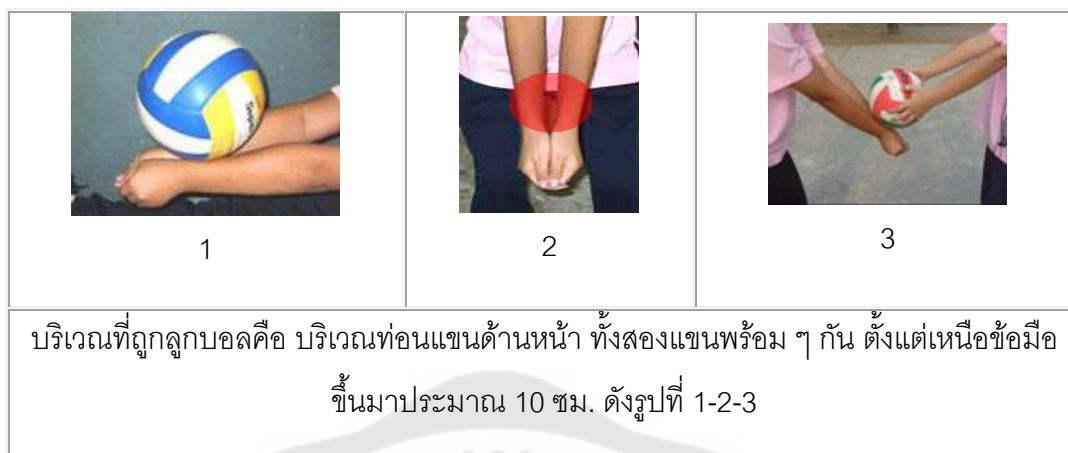 1
2
3
บริเวณที่ถูกลูกบอลคือ บริเวณท่อนแขนด้านหน้า ทั้งสองแขนพร้อม ๆ กัน ตั้งแต่เหนือข้อมือ
ขึ้นมาประมาณ 10 ซม. ดังรูปที่ 1-2-3